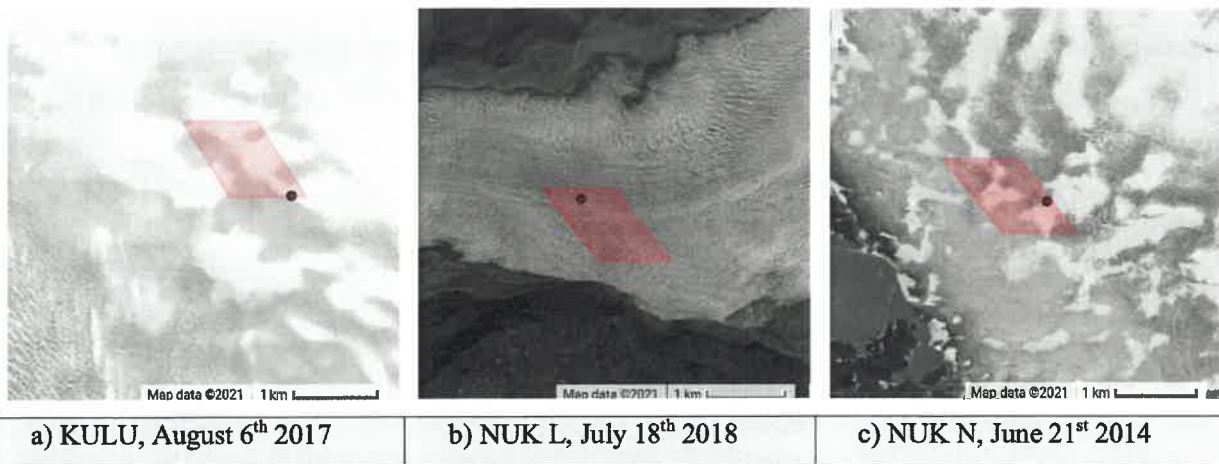 Map data ©2021 1 km
Map data ©2021 1 km
Map data ©2021 1 km
a) KULU, August 6th 2017
b) NUK L, July 18th 2018
c) NUK N, June 21st 2014